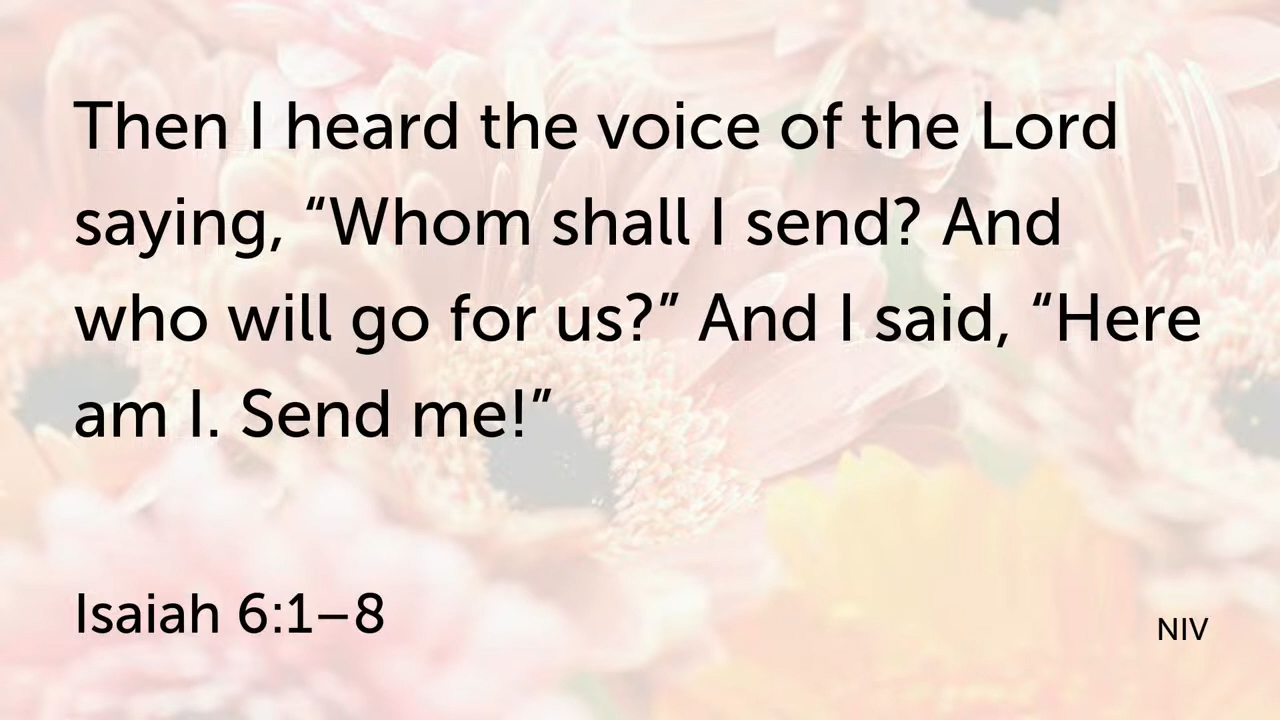 Then I heard the voice of the Lord
saying, “Whom shall I send? And
who will go for us?” And I said, “Here
am I. Send me!”
Isaiah 6:1–8
NIV